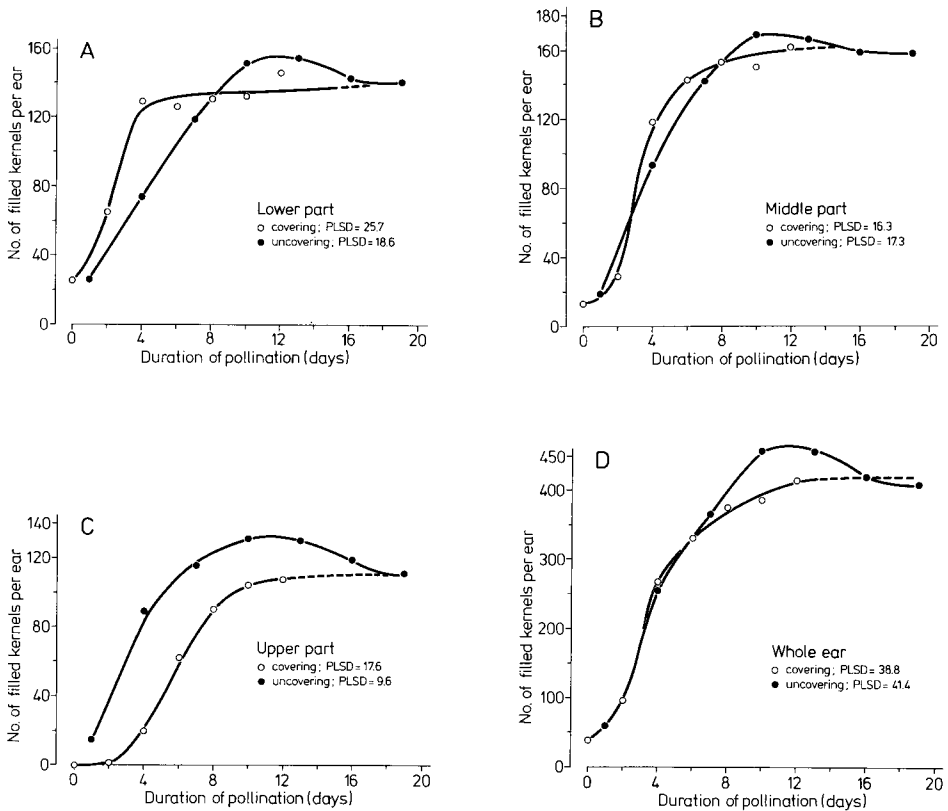 A
No. of filled kernels per ear
160
120
80
40
0
Lower part
○ covering; PLSD= 25.7
● uncovering; PLSD= 18.6
0 4 8 12 16 20
Duration of pollination (days)
B
No. of filled kernels per ear
180
160
120
80
40
0
Middle part
○ covering; PLSD= 16.3
● uncovering; PLSD= 17.3
0 4 8 12 16 20
Duration of pollination (days)
C
No. of filled kernels per ear
140
120
80
40
0
Upper part
○ covering; PLSD= 17.6
● uncovering; PLSD= 9.6
0 4 8 12 16 20
Duration of pollination (days)
D
No. of filled kernels per ear
450
400
300
200
100
0
Whole ear
○ covering; PLSD= 38.8
● uncovering; PLSD= 41.4
0 4 8 12 16 20
Duration of pollination (days)